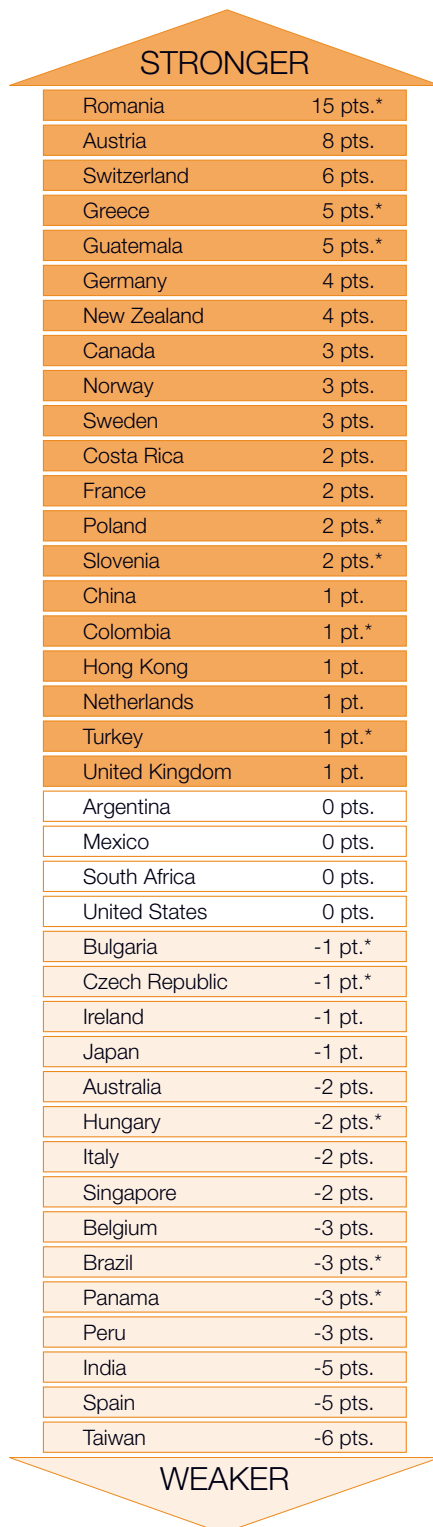 STRONGER
Romania 15 pts.*
Austria 8 pts.
Switzerland 6 pts.
Greece 5 pts.*
Guatemala 5 pts.*
Germany 4 pts.
New Zealand 4 pts.
Canada 3 pts.
Norway 3 pts.
Sweden 3 pts.
Costa Rica 2 pts.
France 2 pts.
Poland 2 pts.*
Slovenia 2 pts.*
China 1 pt.
Colombia 1 pt.*
Hong Kong 1 pt.
Netherlands 1 pt.
Turkey 1 pt.*
United Kingdom 1 pt.
Argentina 0 pts.
Mexico 0 pts.
South Africa 0 pts.
United States 0 pts.
Bulgaria -1 pt.*
Czech Republic -1 pt.*
Ireland -1 pt.
Japan -1 pt.
Australia -2 pts.
Hungary -2 pts.*
Italy -2 pts.
Singapore -2 pts.
Belgium -3 pts.
Brazil -3 pts.*
Panama -3 pts.*
Peru -3 pts.
India -5 pts.
Spain -5 pts.
Taiwan -6 pts.
WEAKER